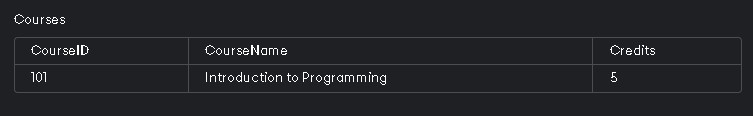 Courses
CourseID CourseName Credits
101 Introduction to Programming 5